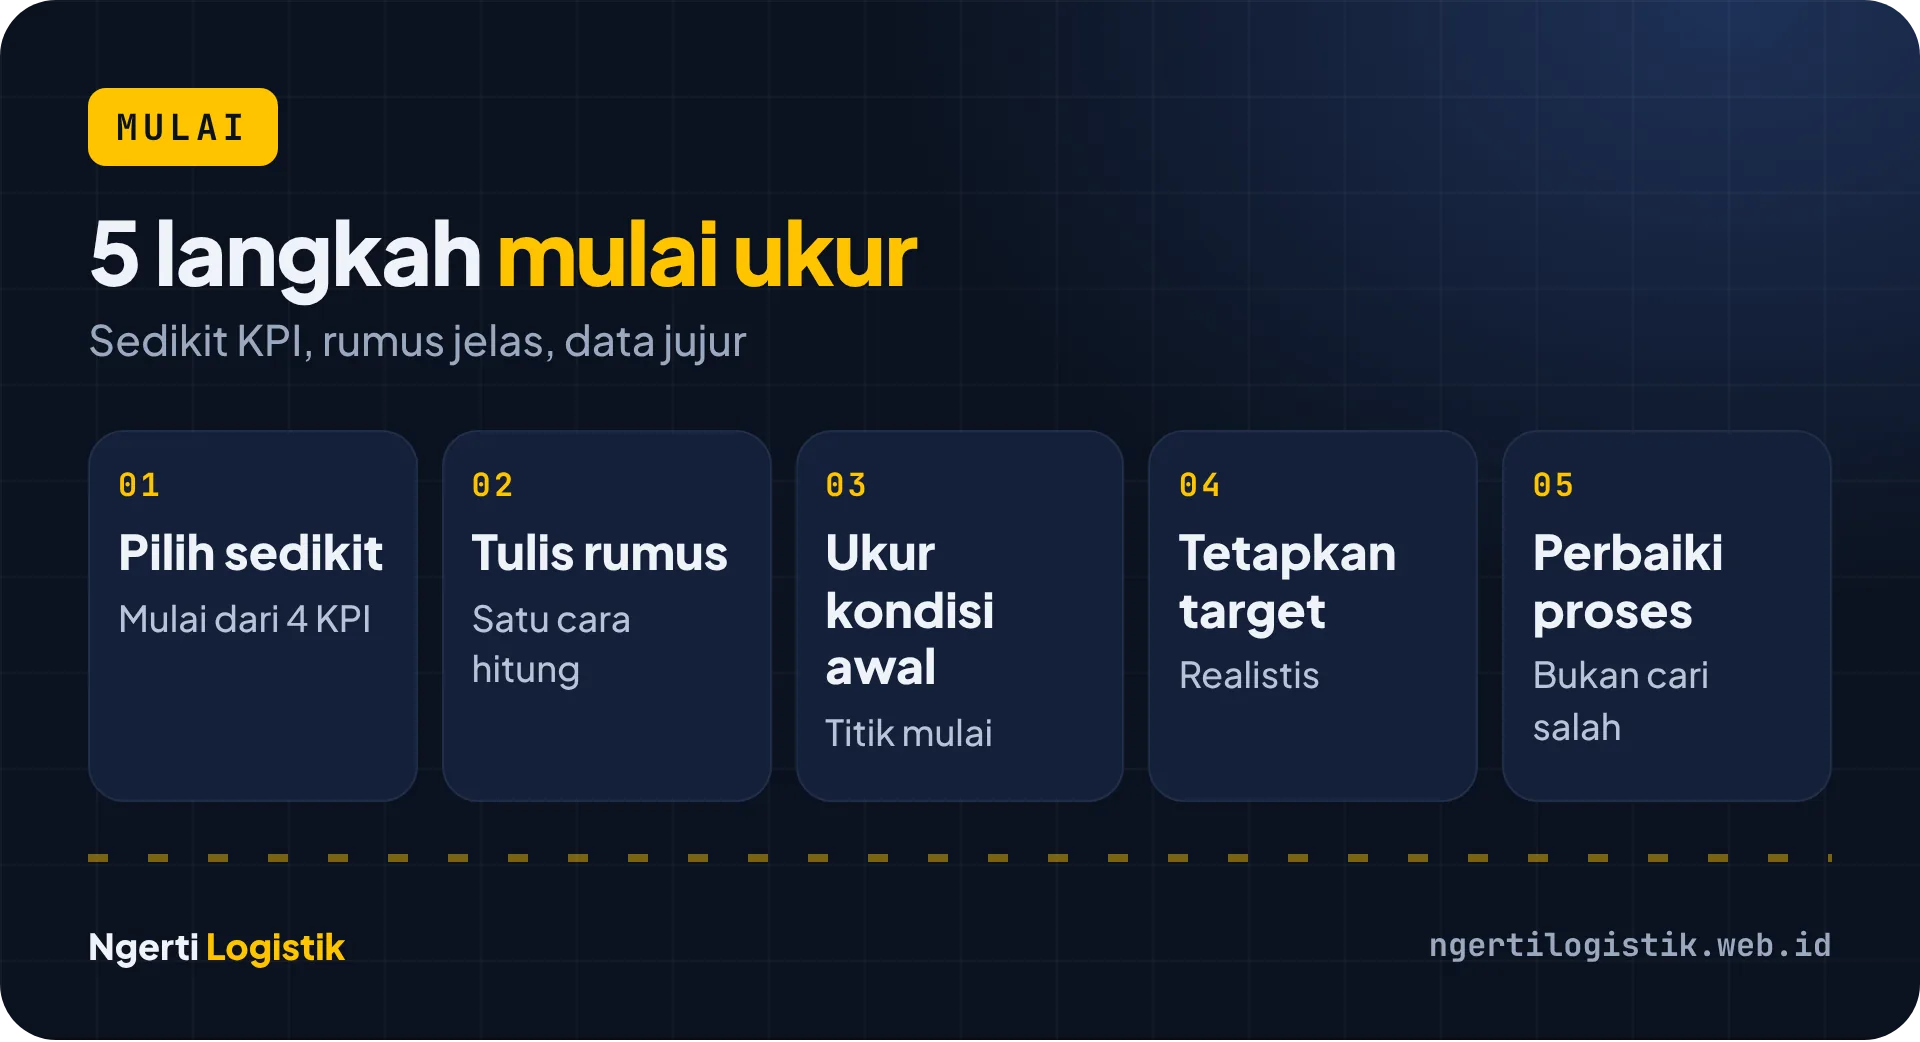 MULAI
5 langkah mulai ukur
Sedikit KPI, rumus jelas, data jujur
01
Pilih sedikit
Mulai dari 4 KPI
02
Tulis rumus
Satu cara
hitung
03
Ukur
kondisi
awal
Titik mulai
04
Tetapkan
target
Realistis
05
Perbaiki
proses
Bukan cari
salah
Ngerti Logistik
ngertilogistik.web.id